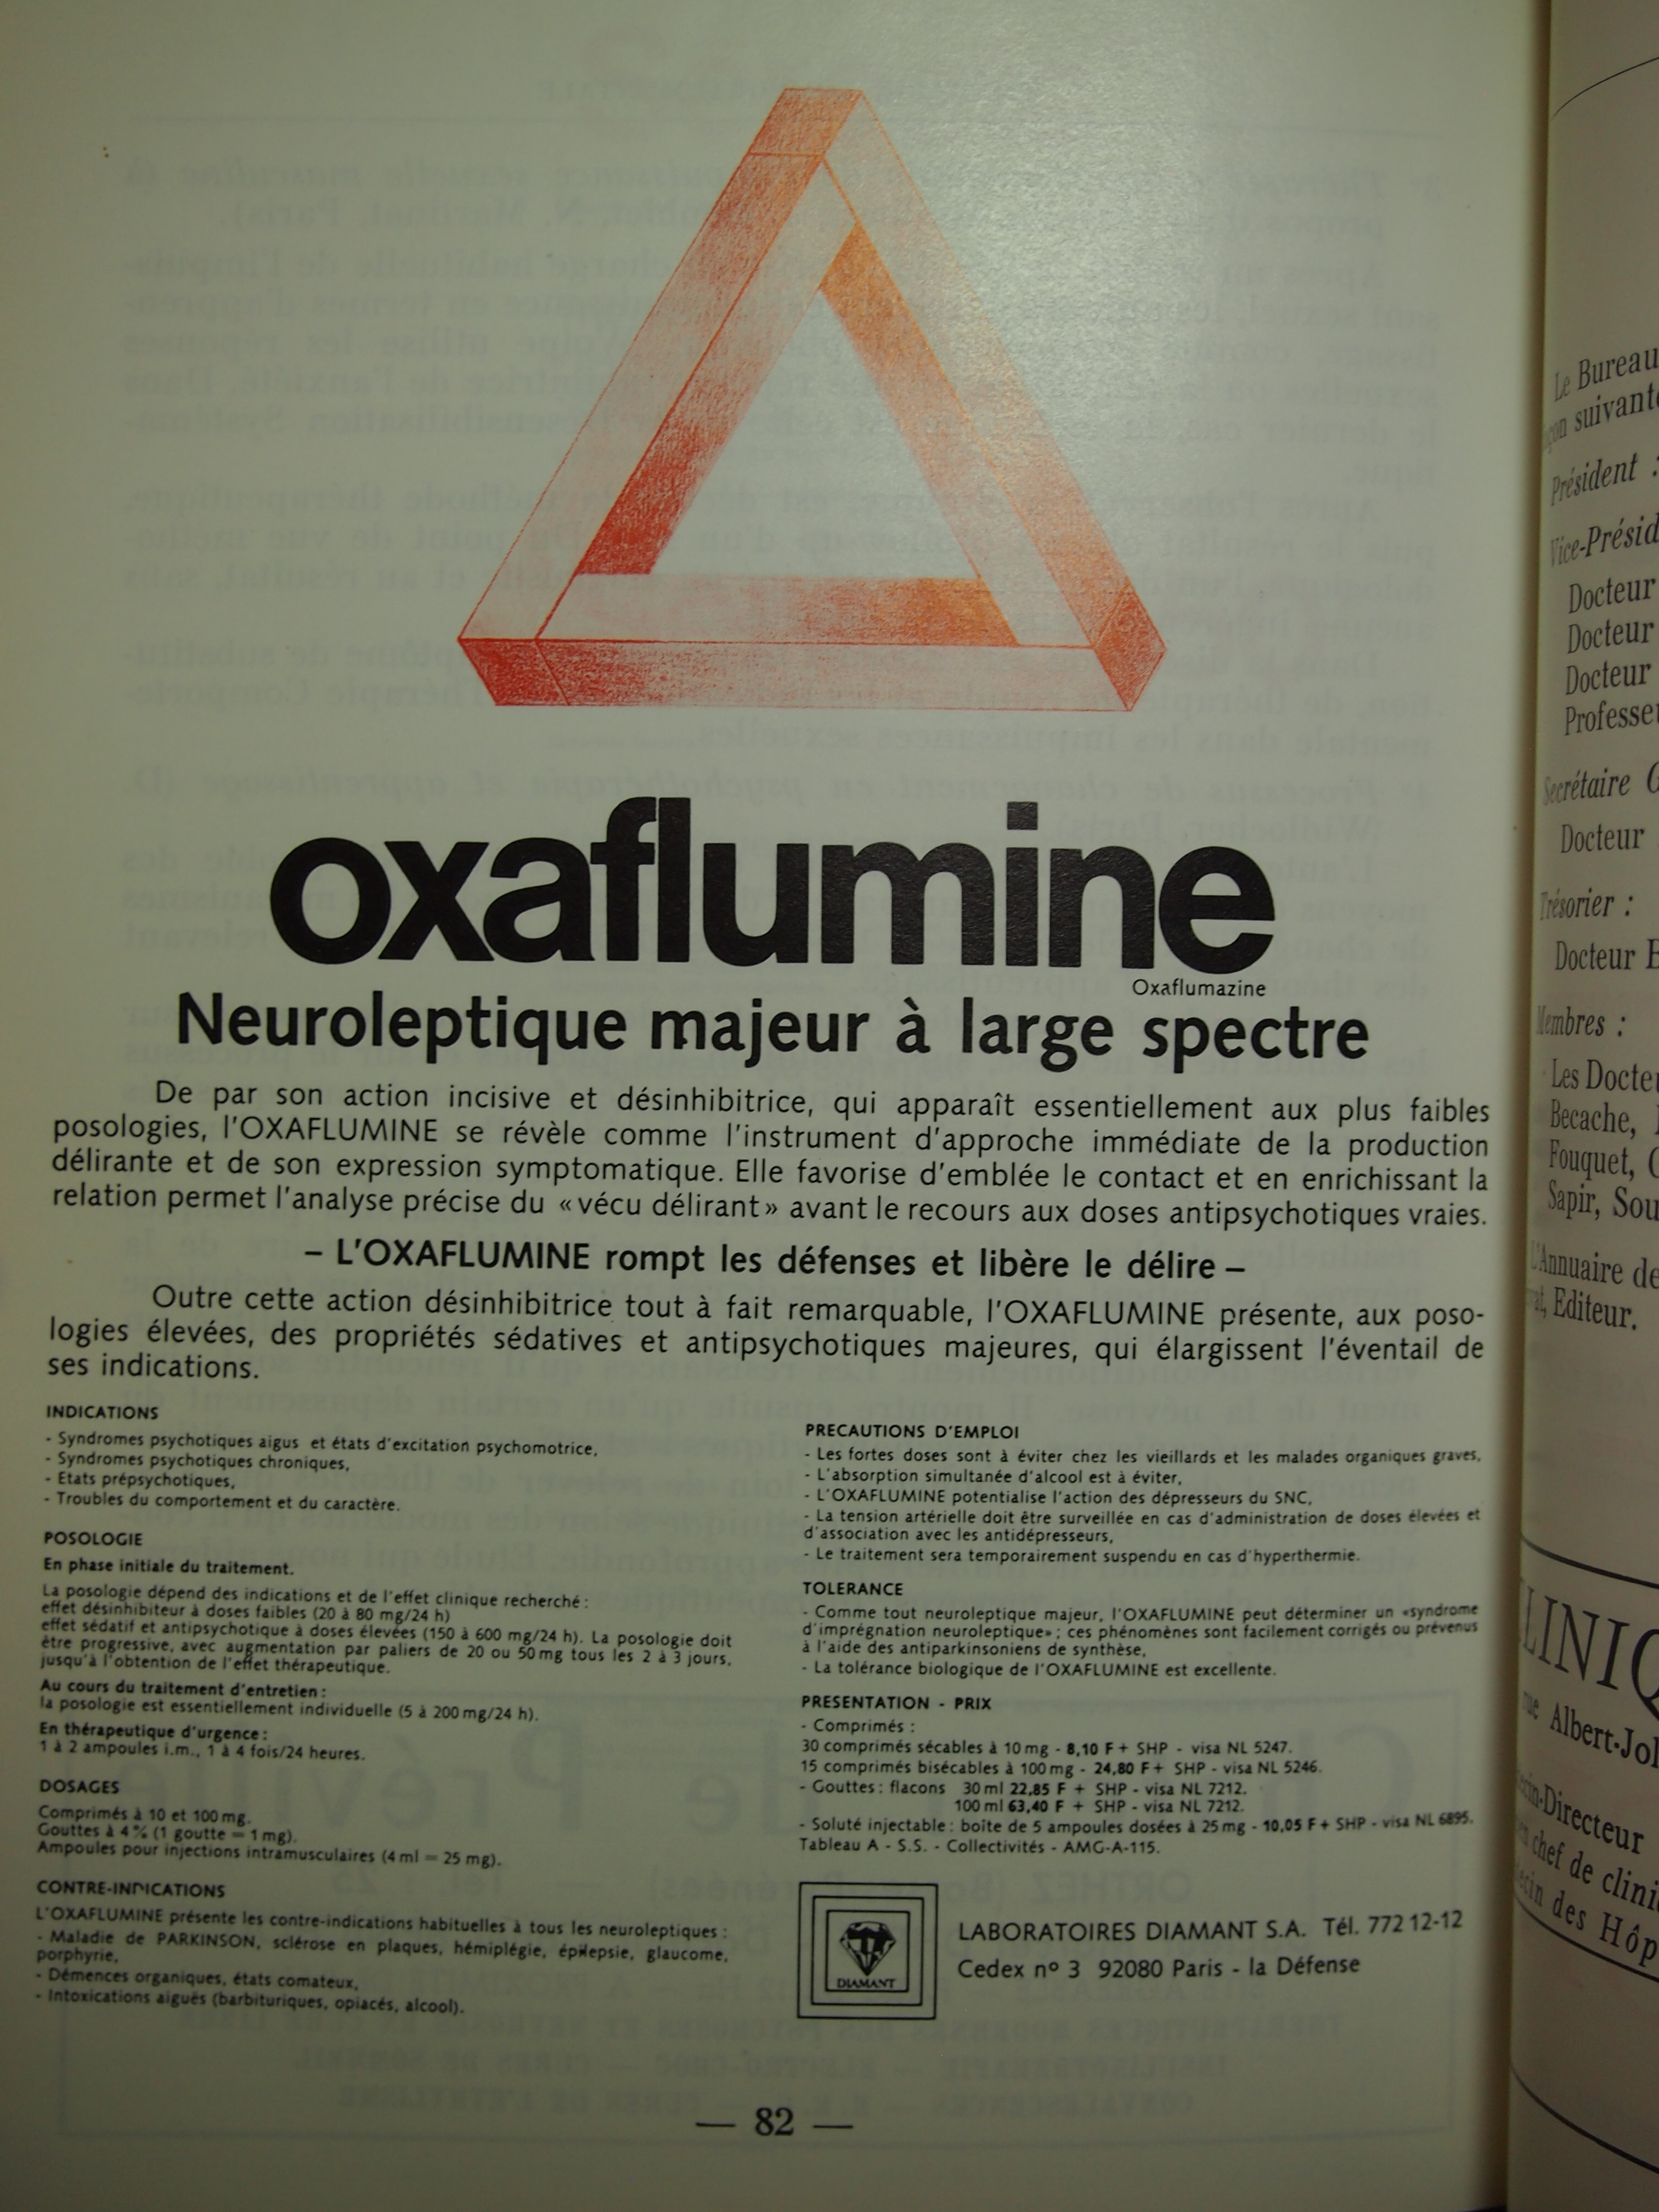 oxaflumine
Oxaflumazine
Neuroleptique majeur à large spectre
De par son action incisive et désinhibitrice, qui apparaît essentiellement aux plus faibles
posologies, l'OXAFLUMINE se révèle comme l'instrument d'approche immédiate de la production
délirante et de son expression symptomatique. Elle favorise d'emblée le contact et en enrichissant la
relation permet l'analyse précise du «vécu délirant» avant le recours aux doses antipsychotiques vraies.
– L'OXAFLUMINE rompt les défenses et libère le délire –
Outre cette action désinhibitrice tout à fait remarquable, l'OXAFLUMINE présente, aux poso-
logies élevées, des propriétés sédatives et antipsychotiques majeures, qui élargissent l'éventail de
ses indications.
INDICATIONS
- Syndromes psychotiques aigus et états d'excitation psychomotrice,
- Syndromes psychotiques chroniques,
- Etats prépsychotiques,
- Troubles du comportement et du caractère.
POSOLOGIE
En phase initiale du traitement.
La posologie dépend des indications et de l'effet clinique recherché :
effet désinhibiteur à doses faibles (20 à 80 mg/24 h)
effet sédatif et antipsychotique à doses élevées (150 à 600 mg/24 h). La posologie doit
être progressive, avec augmentation par paliers de 20 ou 50 mg tous les 2 à 3 jours,
jusqu'à l'obtention de l'effet thérapeutique.
Au cours du traitement d'entretien :
la posologie est essentiellement individuelle (5 à 200 mg/24 h).
En thérapeutique d'urgence :
1 à 2 ampoules i.m., 1 à 4 fois/24 heures.
DOSAGES
Comprimés à 10 et 100 mg.
Gouttes à 4 % (1 goutte = 1 mg).
Ampoules pour injections intramusculaires (4 ml = 25 mg).
CONTRE-INDICATIONS
L'OXAFLUMINE présente les contre-indications habituelles à tous les neuroleptiques :
- Maladie de PARKINSON, sclérose en plaques, hémiplégie, épilepsie, glaucome,
porphyrie,
- Démences organiques, états comateux,
- Intoxications aiguës (barbituriques, opiacés, alcool).
PRECAUTIONS D'EMPLOI
- Les fortes doses sont à éviter chez les vieillards et les malades organiques graves,
- L'absorption simultanée d'alcool est à éviter,
- L'OXAFLUMINE potentialise l'action des dépresseurs du SNC,
- La tension artérielle doit être surveillée en cas d'administration de doses élevées et
d'association avec les antidépresseurs,
- Le traitement sera temporairement suspendu en cas d'hyperthermie.
TOLERANCE
- Comme tout neuroleptique majeur, l'OXAFLUMINE peut déterminer un «syndrome
d'imprégnation neuroleptique» ; ces phénomènes sont facilement corrigés ou prévenus
à l'aide des antiparkinsoniens de synthèse,
- La tolérance biologique de l'OXAFLUMINE est excellente.
PRESENTATION - PRIX
- Comprimés :
30 comprimés sécables à 10 mg - 8,10 F + SHP - visa NL 5247.
15 comprimés bisécables à 100 mg - 24,80 F + SHP - visa NL 5246.
- Gouttes : flacons 30 ml 22,85 F + SHP - visa NL 7212.
100 ml 63,40 F + SHP - visa NL 7212.
- Soluté injectable : boîte de 5 ampoules dosées à 25 mg - 10,05 F + SHP - visa NL 6895.
Tableau A - S.S. - Collectivités - AMG-A-115.
DIAMANT
LABORATOIRES DIAMANT S.A. Tél. 772 12-12
Cedex nº 3 92080 Paris - la Défense
— 82 —
Le Bureau
suivante
Président :
Vice-Présid
Docteur
Docteur
Docteur
Professeu
Secrétaire G
Docteur
Trésorier :
Docteur E
Membres :
Les Docteu
Becache,
Fouquet,
Sapir, Sou
L'Annuaire de
Editeur.
CLINIQ
rue Albert-Jol
Directeur
chef de clini
des Hôp